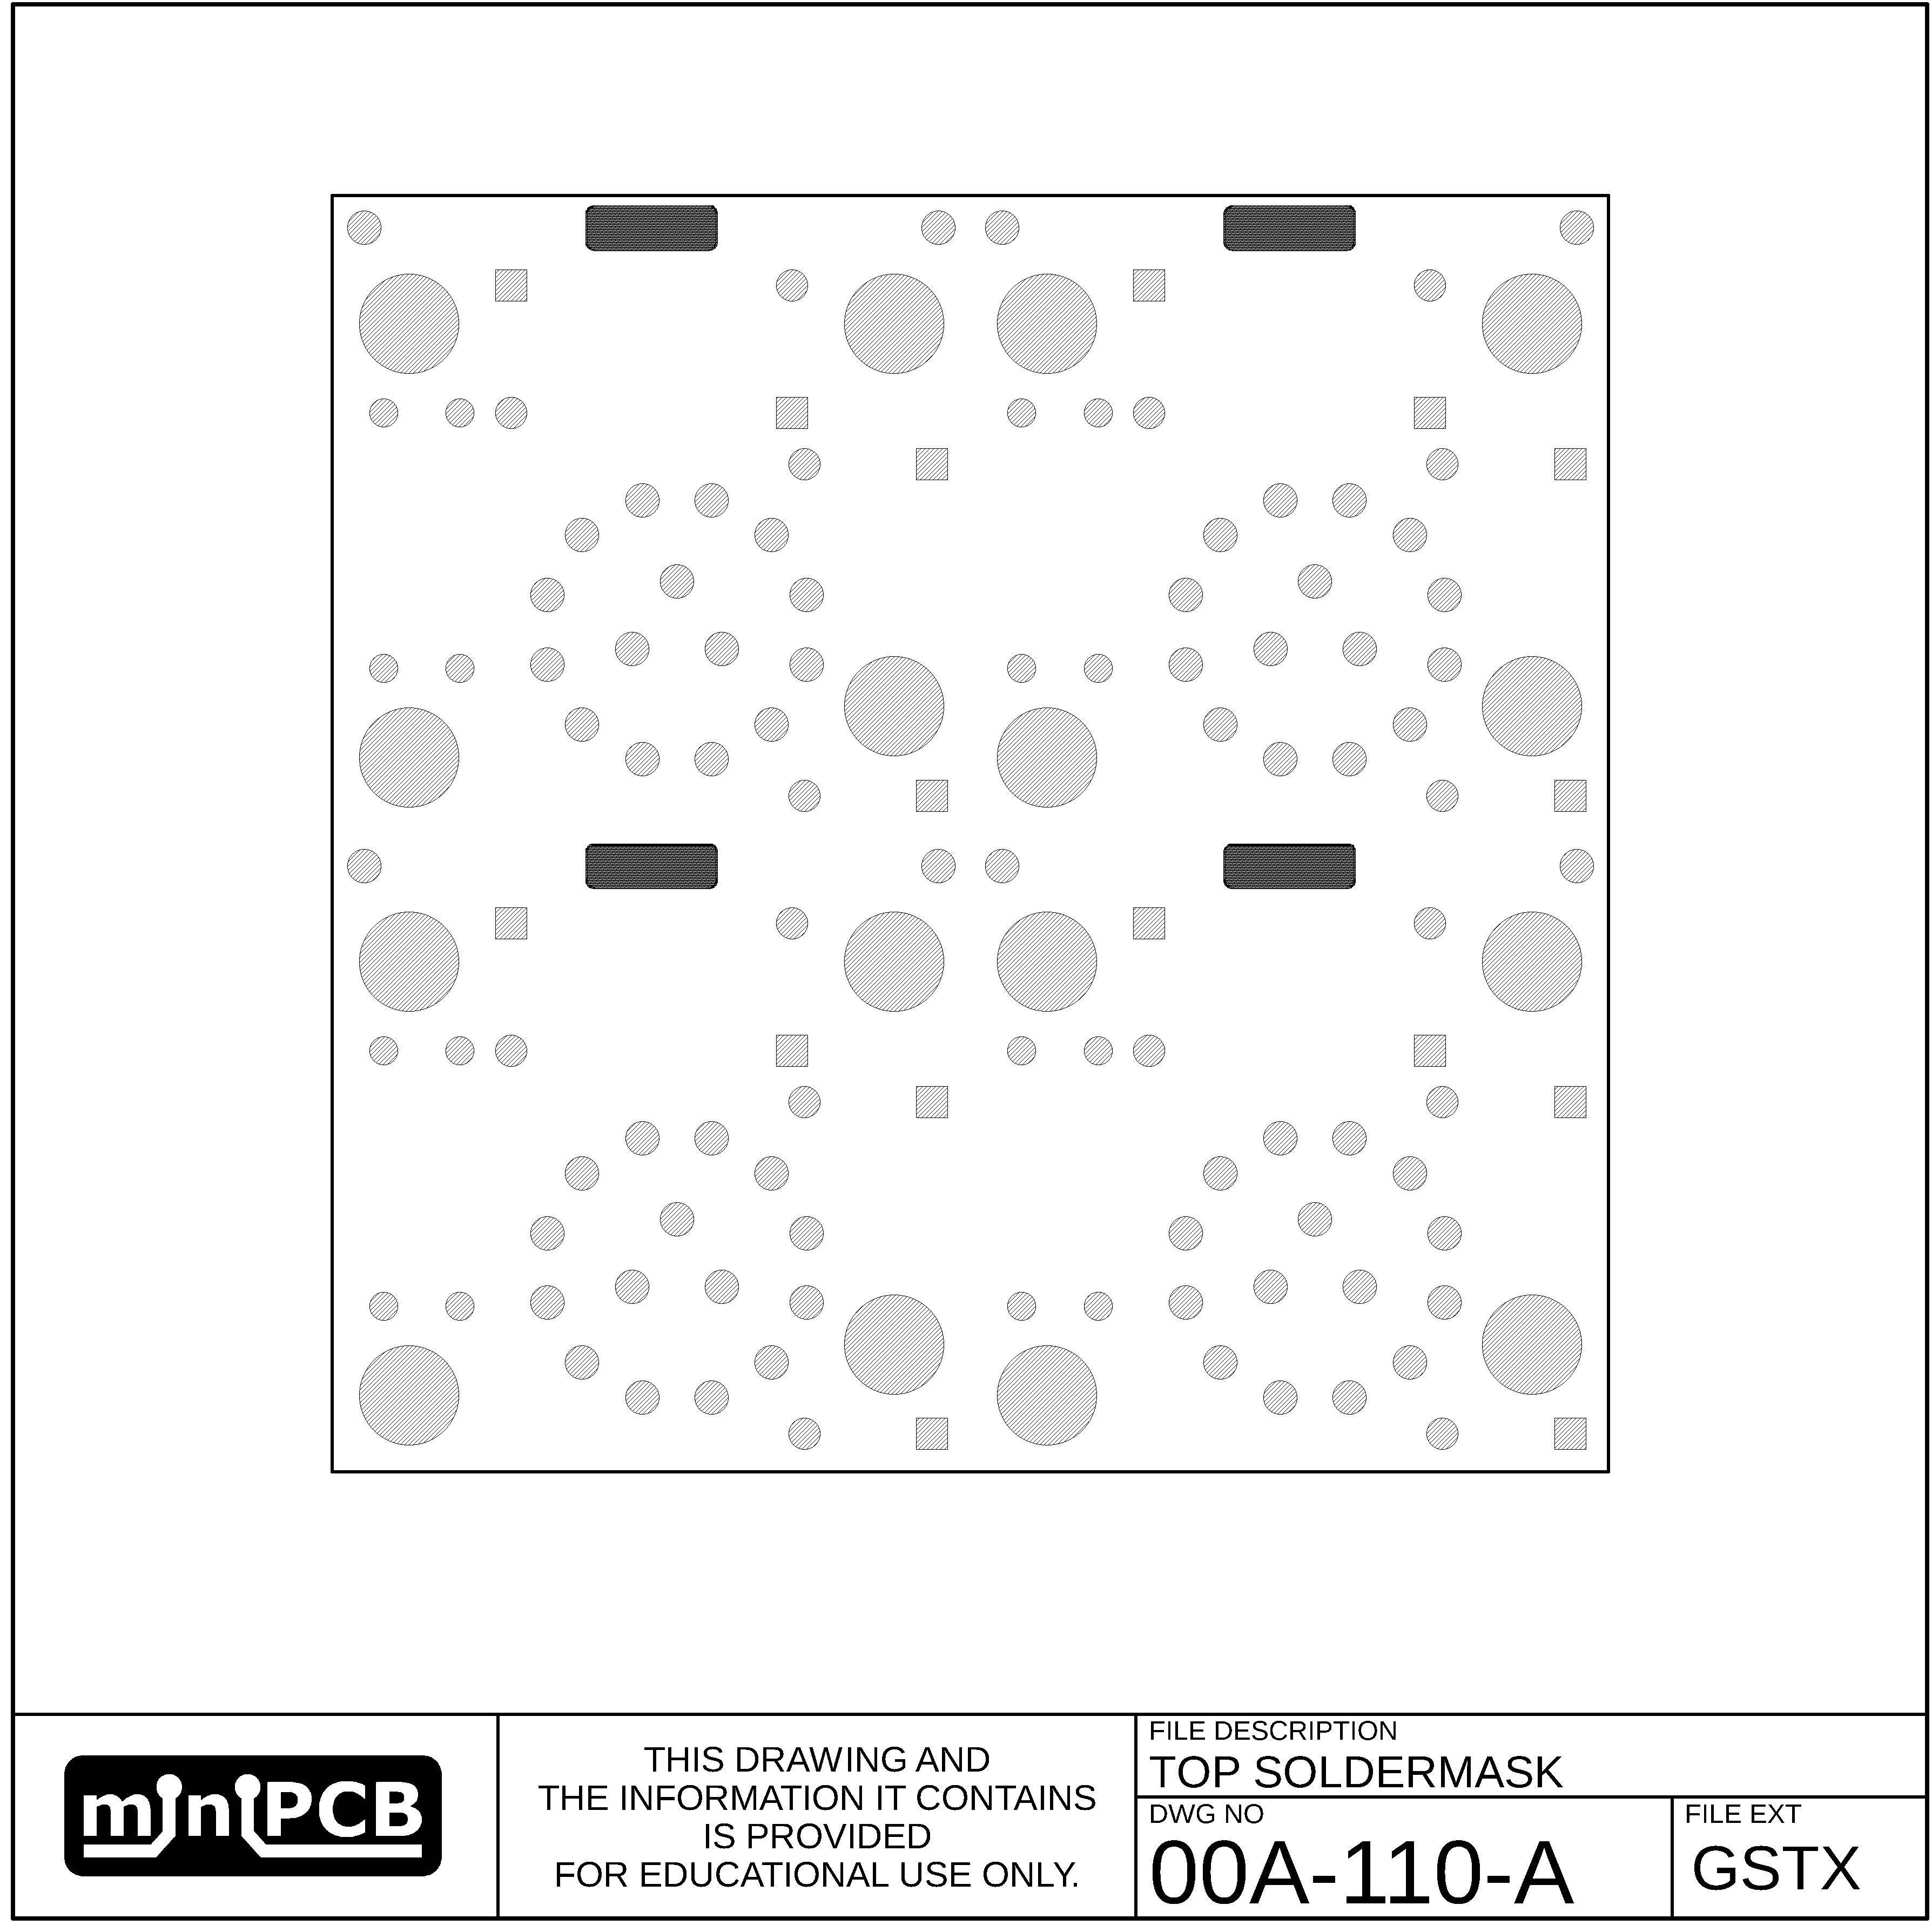 miniPCB
THIS DRAWING AND
THE INFORMATION IT CONTAINS
IS PROVIDED
FOR EDUCATIONAL USE ONLY.
FILE DESCRIPTION
TOP SOLDERMASK
DWG NO
00A-110-A
FILE EXT
GSTX